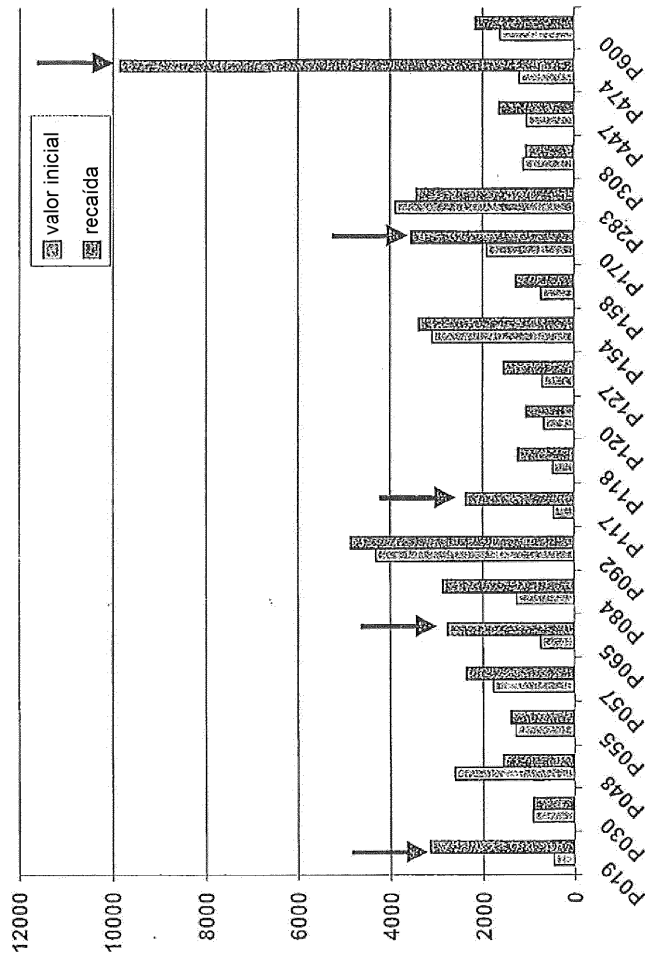 valor inicial
recaída
12000
10000
8000
6000
4000
2000
0
P019
P030
P048
P055
P057
P065
P084
P092
P117
P118
P120
P127
P154
P158
P170
P283
P308
P447
P474
P600